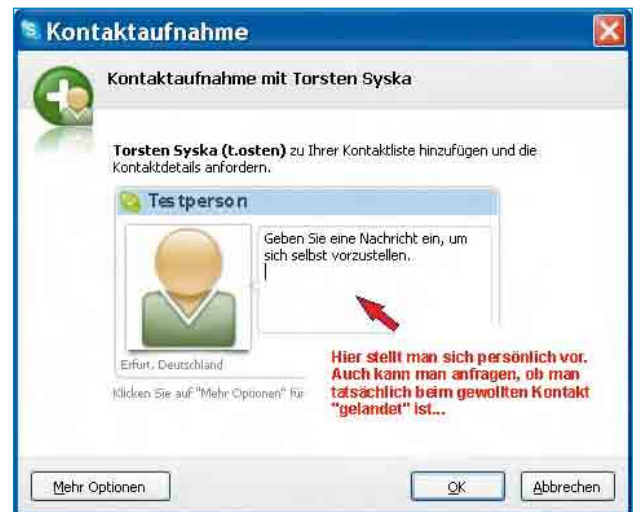 Kontaktaufnahme
Kontaktaufnahme mit Torsten Syska
Torsten Syska (t.osten) zu Ihrer Kontaktliste hinzufügen und die
Kontaktdetails anfordern.
Testperson
Geben Sie eine Nachricht ein, um
sich selbst vorzustellen.
Erfurt, Deutschland
Hier stellt man sich persönlich vor.
Auch kann man anfragen, ob man
tatsächlich beim gewollten Kontakt
"gelandet" ist...
Klicken Sie auf "Mehr Optionen" für
Mehr Optionen
OK
Abbrechen